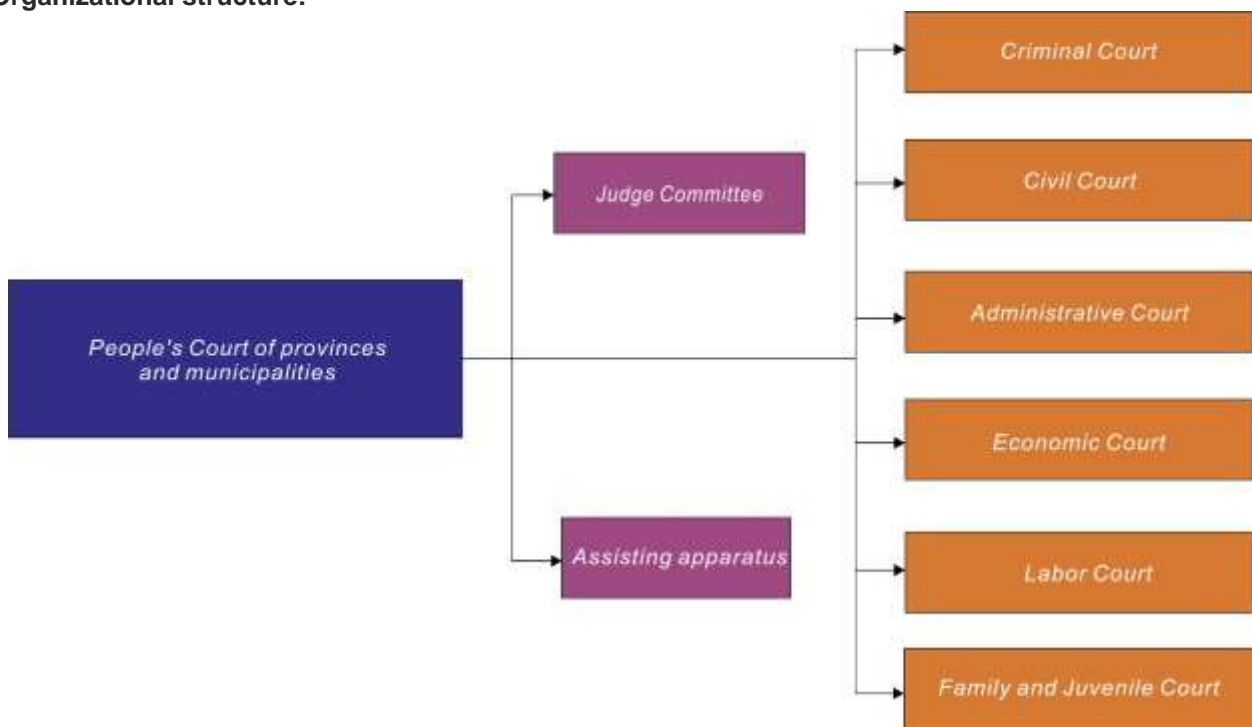 Organizational structure:
Criminal Court
Judge Committee
Civil Court
People's Court of provinces
and municipalities
Administrative Court
Economic Court
Assisting apparatus
Labor Court
Family and Juvenile Court